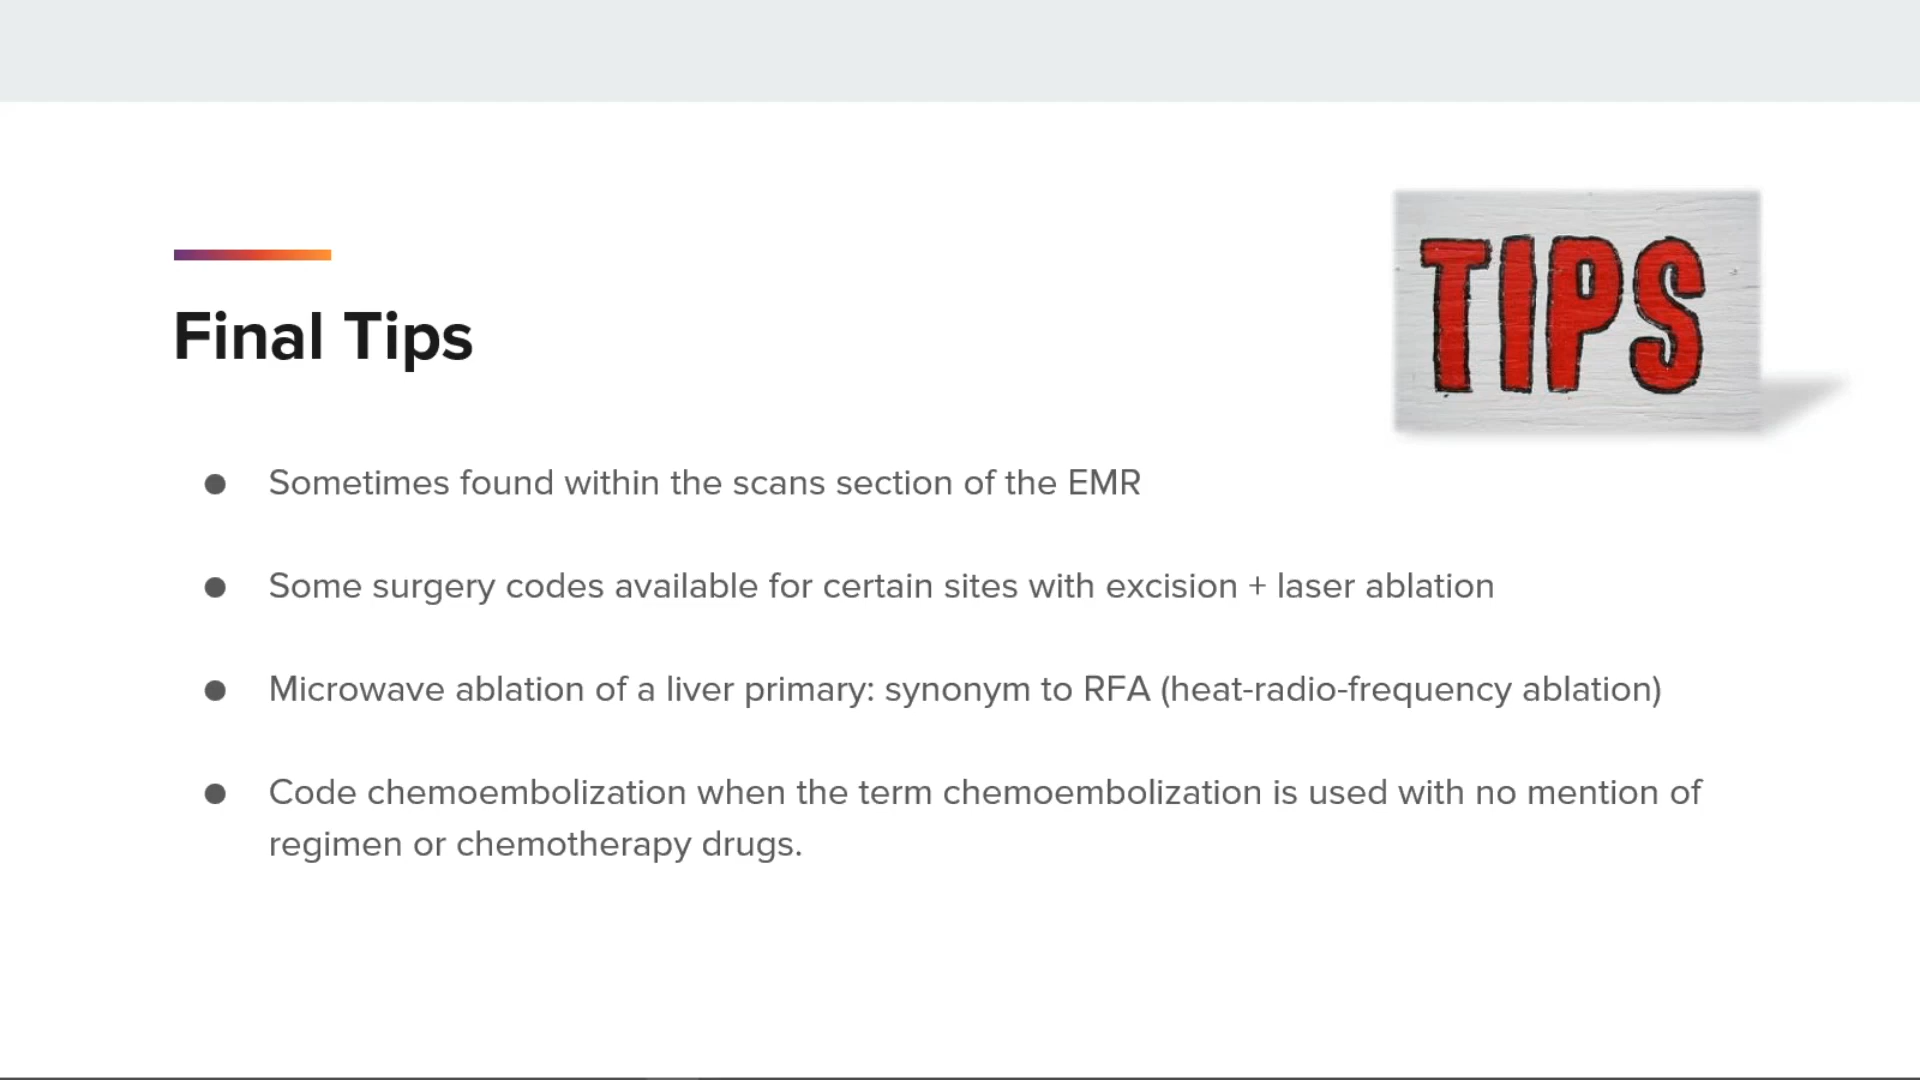 TIPS
Final Tips
● Sometimes found within the scans section of the EMR
● Some surgery codes available for certain sites with excision + laser ablation
● Microwave ablation of a liver primary: synonym to RFA (heat-radio-frequency ablation)
● Code chemoembolization when the term chemoembolization is used with no mention of
regimen or chemotherapy drugs.